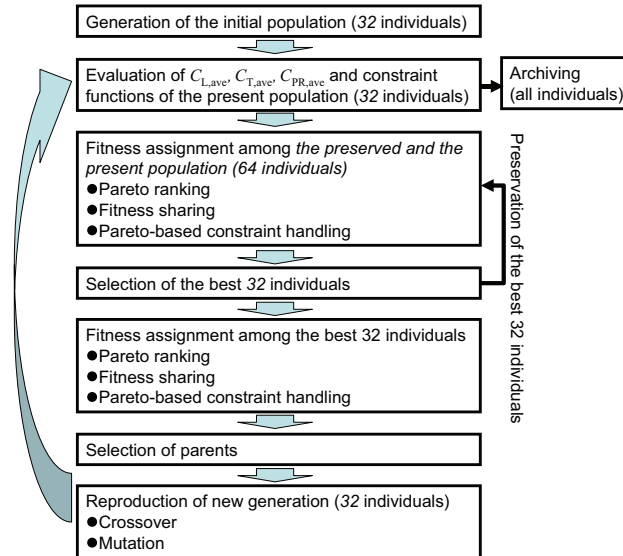 Generation of the initial population (32 individuals)
Evaluation of C_L,ave, C_T,ave, C_PR,ave and constraint
functions of the present population (32 individuals)
Archiving
(all individuals)
Fitness assignment among the preserved and the
present population (64 individuals)
●Pareto ranking
●Fitness sharing
●Pareto-based constraint handling
Preservation of the best 32 individuals
Selection of the best 32 individuals
Fitness assignment among the best 32 individuals
●Pareto ranking
●Fitness sharing
●Pareto-based constraint handling
Selection of parents
Reproduction of new generation (32 individuals)
●Crossover
●Mutation